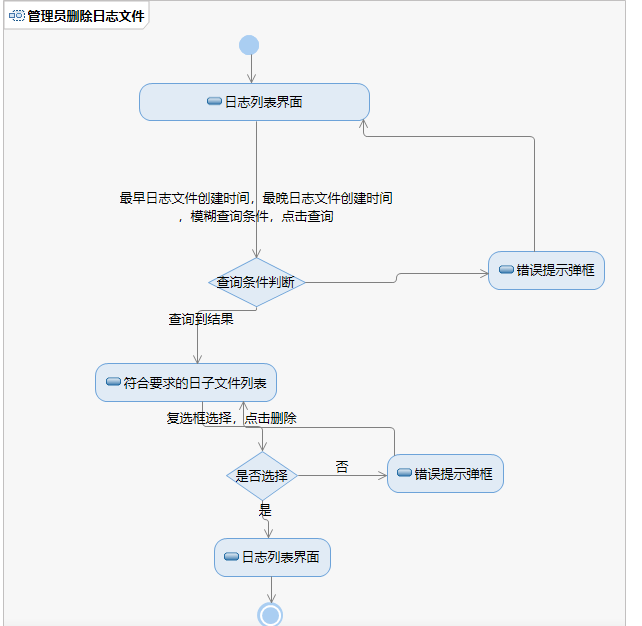 管理员删除日志文件
日志列表界面
最早日志文件创建时间，最晚日志文件创建时间
，模糊查询条件，点击查询
查询条件判断
错误提示弹框
查询到结果
符合要求的日子文件列表
复选框选择，点击删除
是否选择
否
错误提示弹框
是
日志列表界面